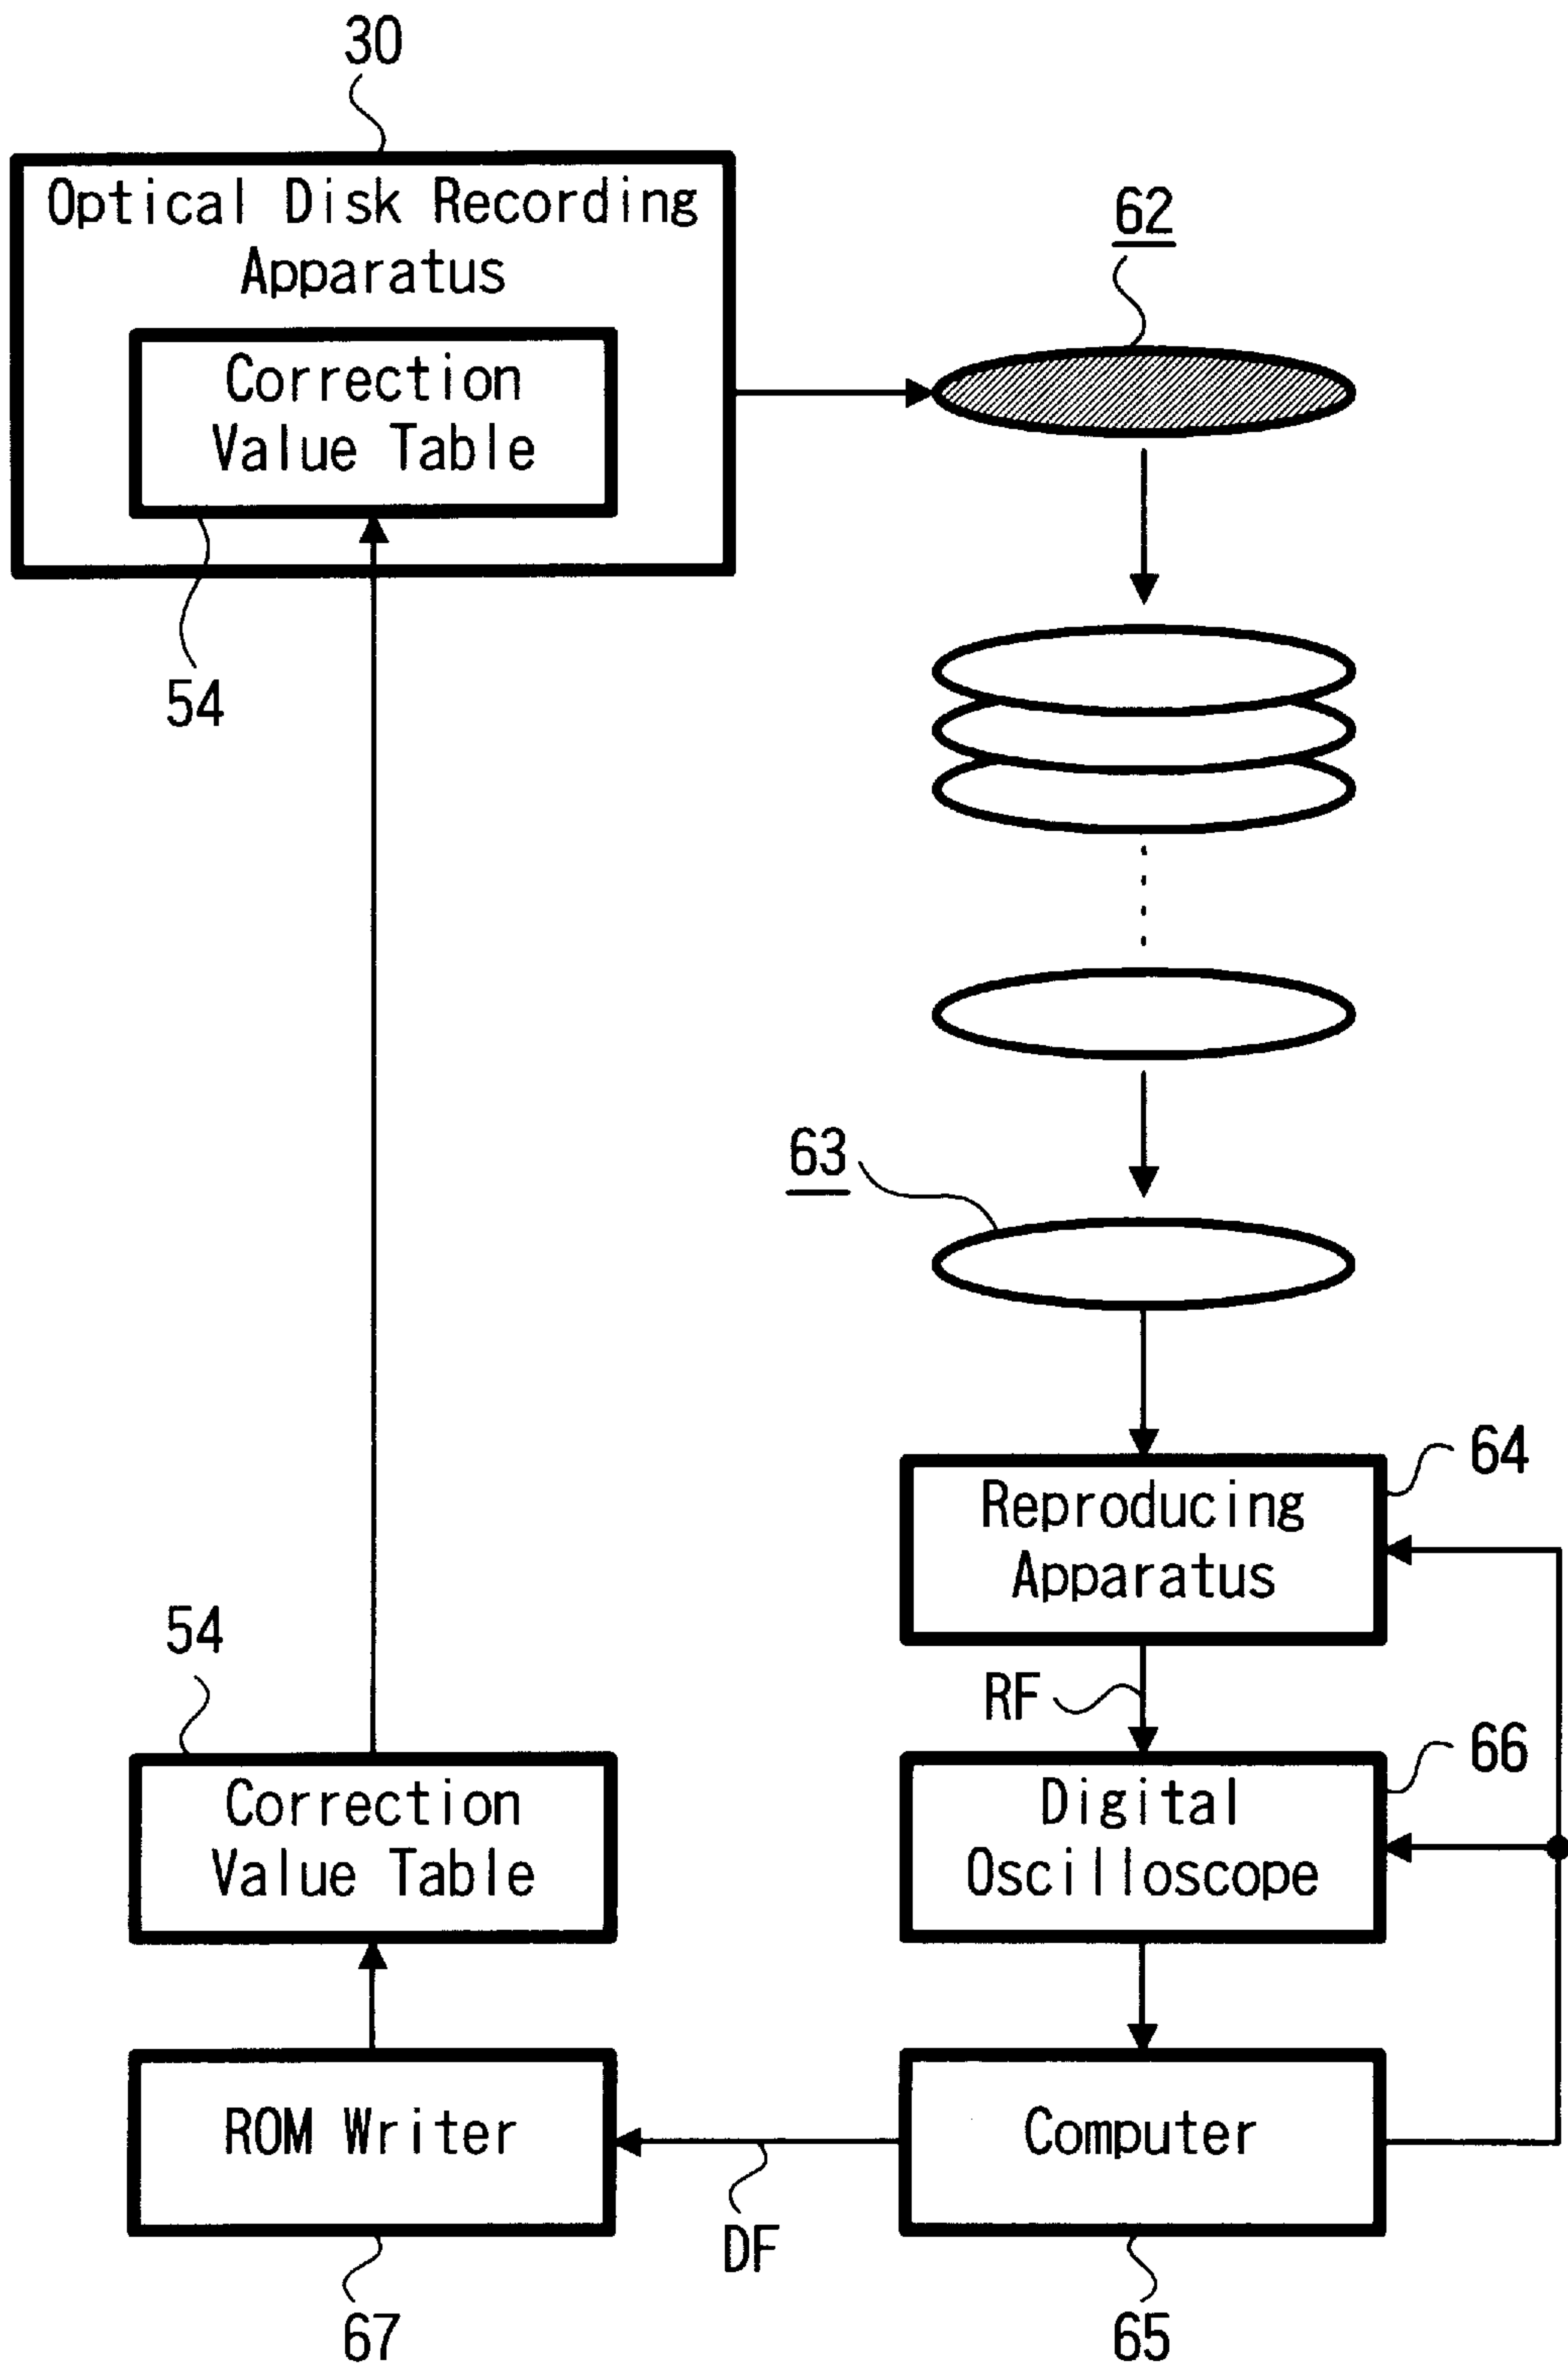 30
Optical Disk Recording
Apparatus
Correction
Value Table
54
62
63
64
Reproducing
Apparatus
RF
66
Digital
Oscilloscope
54
Correction
Value Table
ROM Writer
67
DF
Computer
65